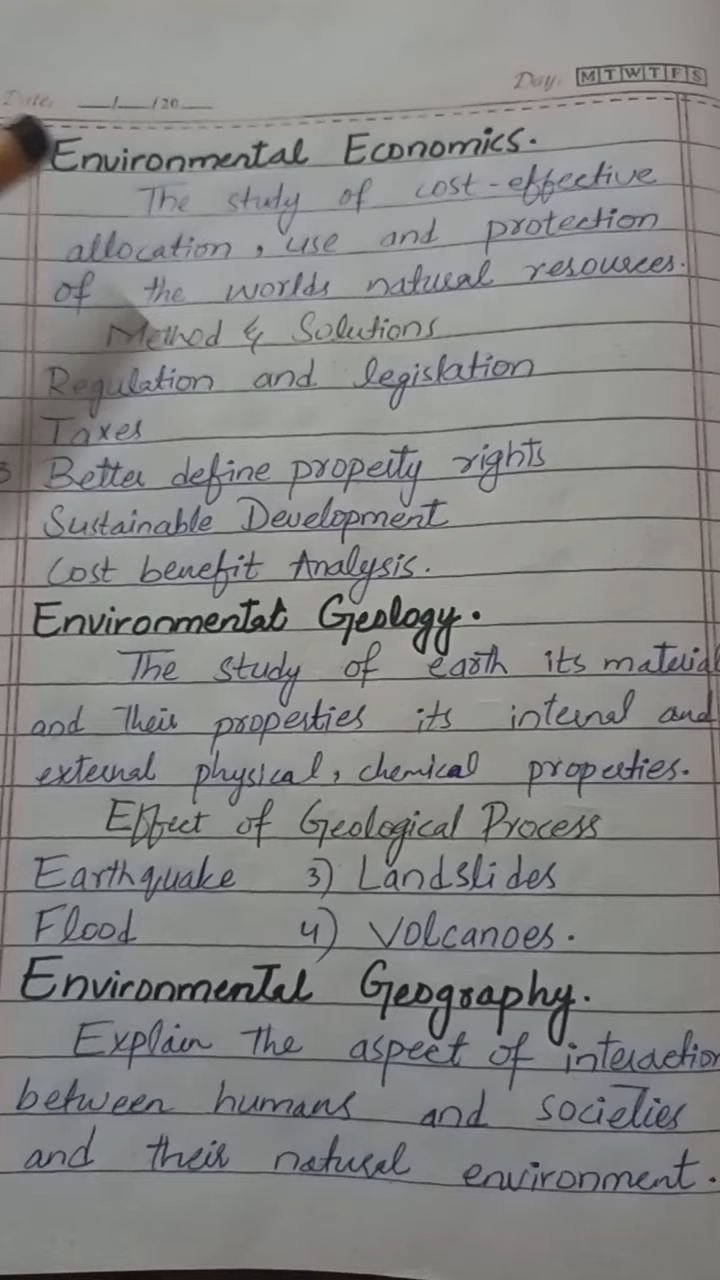 Date: __/__/20__ Day: M T W T F S
Environmental Economics.
The study of cost-effective
allocation, use and protection
of the worlds natural resources.
Method & Solutions
Regulation and legislation
Taxes
Better define property rights
Sustainable Development
Cost benefit Analysis.
Environmental Geology.
The study of earth its material
and their properties its internal and
external physical, chemical properties.
Effect of Geological Process
Earthquake 3) Landslides
Flood 4) Volcanoes.
Environmental Geography.
Explain the aspect of interaction
between humans and societies
and their natural environment.